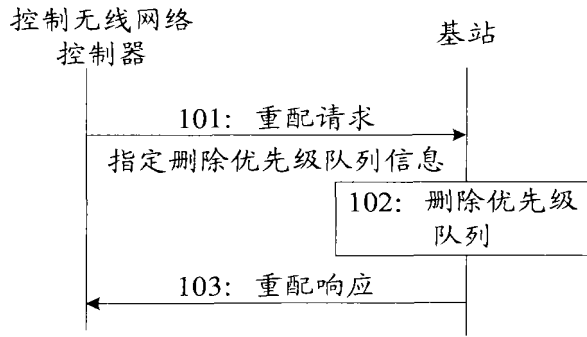 控制无线网络
控制器
基站
101: 重配请求
指定删除优先级队列信息
102: 删除优先级
队列
103: 重配响应